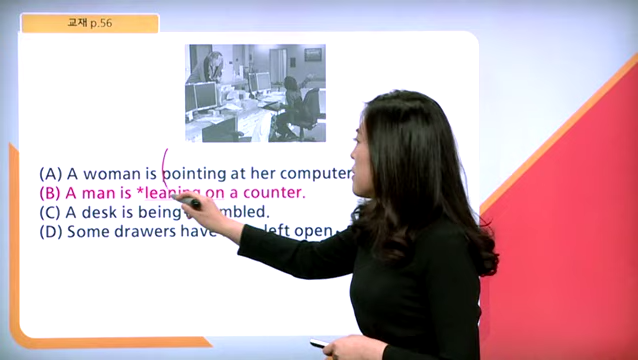 교재 p.56
(A) A woman is pointing at her computer
(B) A man is *leaning on a counter.
(C) A desk is being
(D) Some drawers have left open